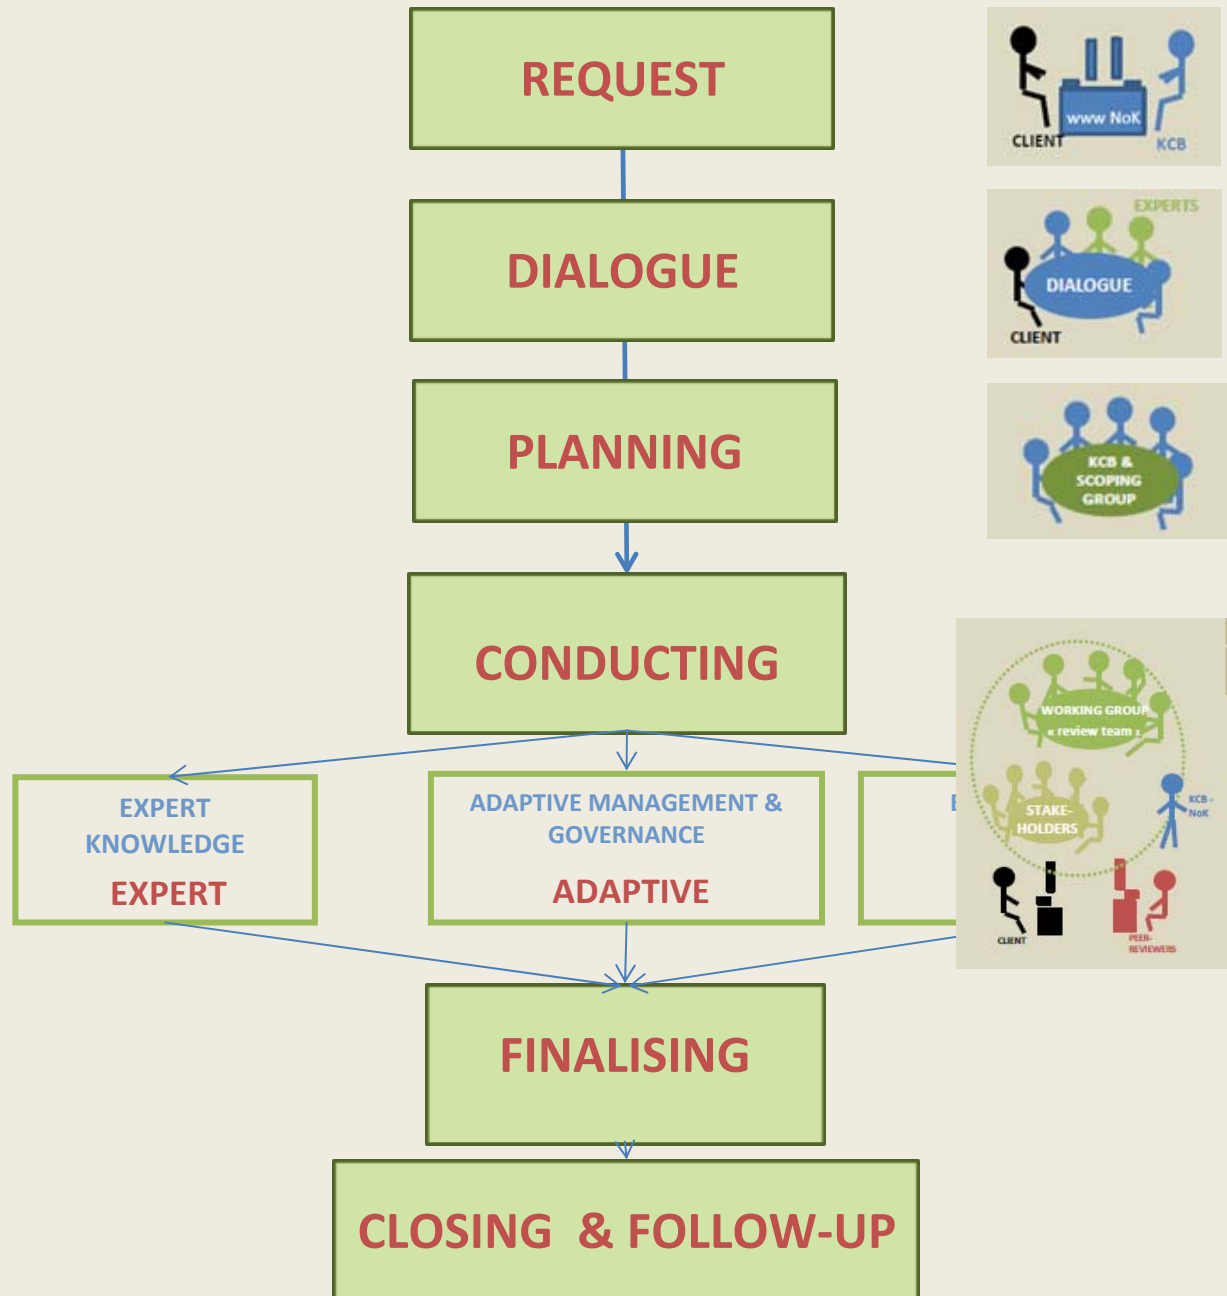 REQUEST
www NoK
CLIENT
KCB
DIALOGUE
EXPERTS
DIALOGUE
CLIENT
PLANNING
KCB &
SCOPING
GROUP
CONDUCTING
WORKING GROUP
« review team »
STAKE-
HOLDERS
KCB -
NoK
CLIENT
PEER-
REVIEWERS
EXPERT
KNOWLEDGE
EXPERT
ADAPTIVE MANAGEMENT &
GOVERNANCE
ADAPTIVE
FINALISING
CLOSING & FOLLOW-UP